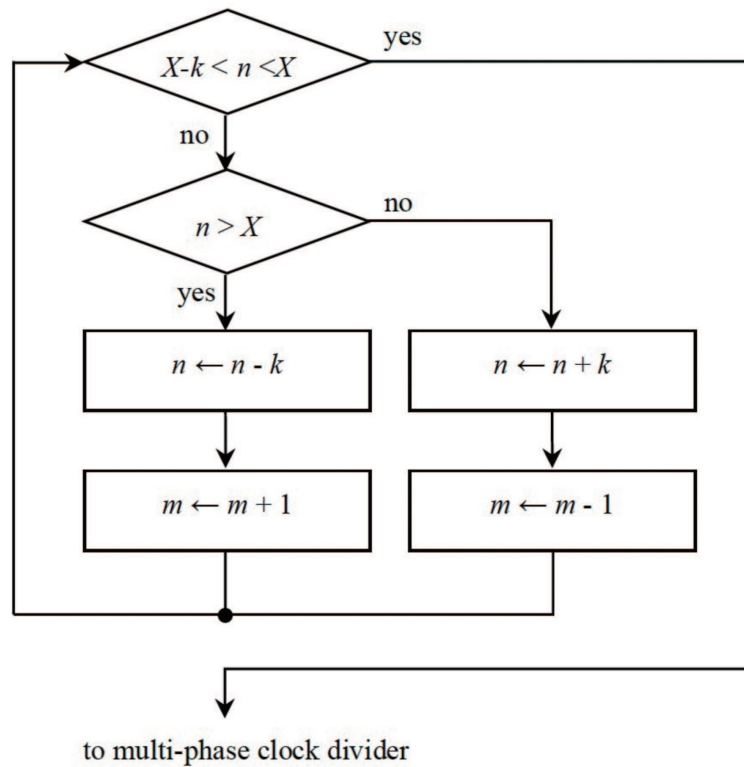 yes
X-k < n <X
no
no
n > X
yes
n ← n - k
n ← n + k
m ← m + 1
m ← m - 1
to multi-phase clock divider